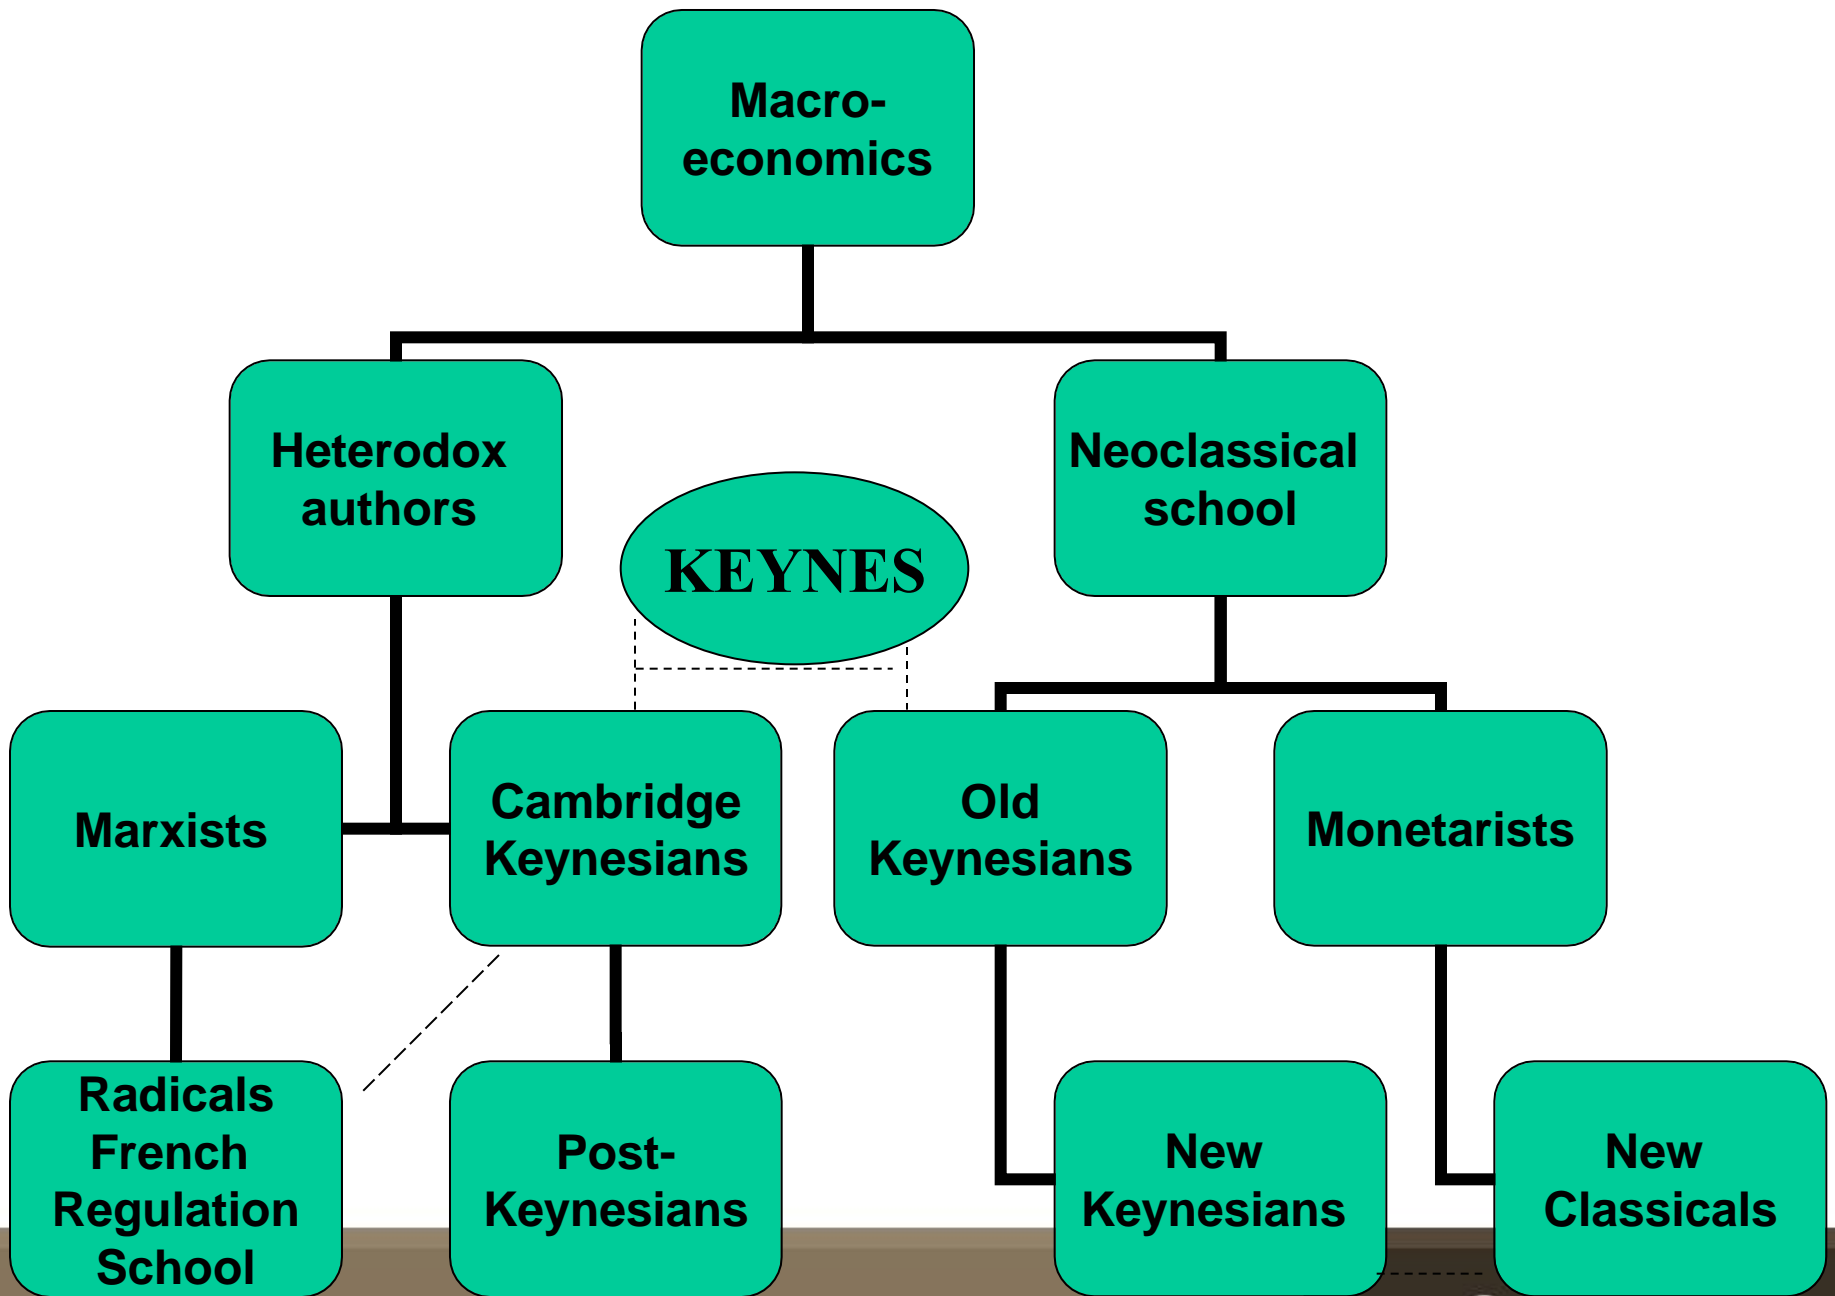 Macro-
economics
Heterodox
authors
Neoclassical
school
KEYNES
Marxists
Cambridge
Keynesians
Old
Keynesians
Monetarists
Radicals
French
Regulation
School
Post-
Keynesians
New
Keynesians
New
Classicals